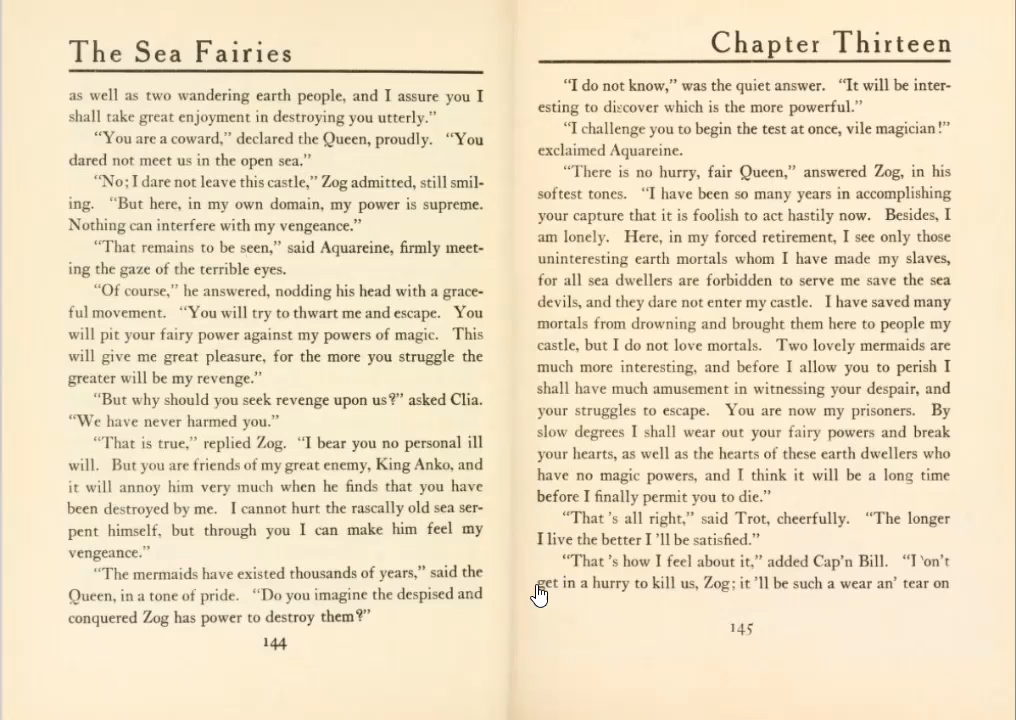 The Sea Fairies
as well as two wandering earth people, and I assure you I
shall take great enjoyment in destroying you utterly."
"You are a coward," declared the Queen, proudly. "You
dared not meet us in the open sea."
"No; I dare not leave this castle," Zog admitted, still smil-
ing. "But here, in my own domain, my power is supreme.
Nothing can interfere with my vengeance."
"That remains to be seen," said Aquareine, firmly meet-
ing the gaze of the terrible eyes.
"Of course," he answered, nodding his head with a grace-
ful movement. "You will try to thwart me and escape. You
will pit your fairy power against my powers of magic. This
will give me great pleasure, for the more you struggle the
greater will be my revenge."
"But why should you seek revenge upon us?" asked Clia.
"We have never harmed you."
"That is true," replied Zog. "I bear you no personal ill
will. But you are friends of my great enemy, King Anko, and
it will annoy him very much when he finds that you have
been destroyed by me. I cannot hurt the rascally old sea ser-
pent himself, but through you I can make him feel my
vengeance."
"The mermaids have existed thousands of years," said the
Queen, in a tone of pride. "Do you imagine the despised and
conquered Zog has power to destroy them?"
144
Chapter Thirteen
"I do not know," was the quiet answer. "It will be inter-
esting to discover which is the more powerful."
"I challenge you to begin the test at once, vile magician!"
exclaimed Aquareine.
"There is no hurry, fair Queen," answered Zog, in his
softest tones. "I have been so many years in accomplishing
your capture that it is foolish to act hastily now. Besides, I
am lonely. Here, in my forced retirement, I see only those
uninteresting earth mortals whom I have made my slaves,
for all sea dwellers are forbidden to serve me save the sea
devils, and they dare not enter my castle. I have saved many
mortals from drowning and brought them here to people my
castle, but I do not love mortals. Two lovely mermaids are
much more interesting, and before I allow you to perish I
shall have much amusement in witnessing your despair, and
your struggles to escape. You are now my prisoners. By
slow degrees I shall wear out your fairy powers and break
your hearts, as well as the hearts of these earth dwellers who
have no magic powers, and I think it will be a long time
before I finally permit you to die."
"That 's all right," said Trot, cheerfully. "The longer
I live the better I 'll be satisfied."
"That 's how I feel about it," added Cap'n Bill. "
get in a hurry to kill us, Zog; it 'll be such a wear an' tear on
145